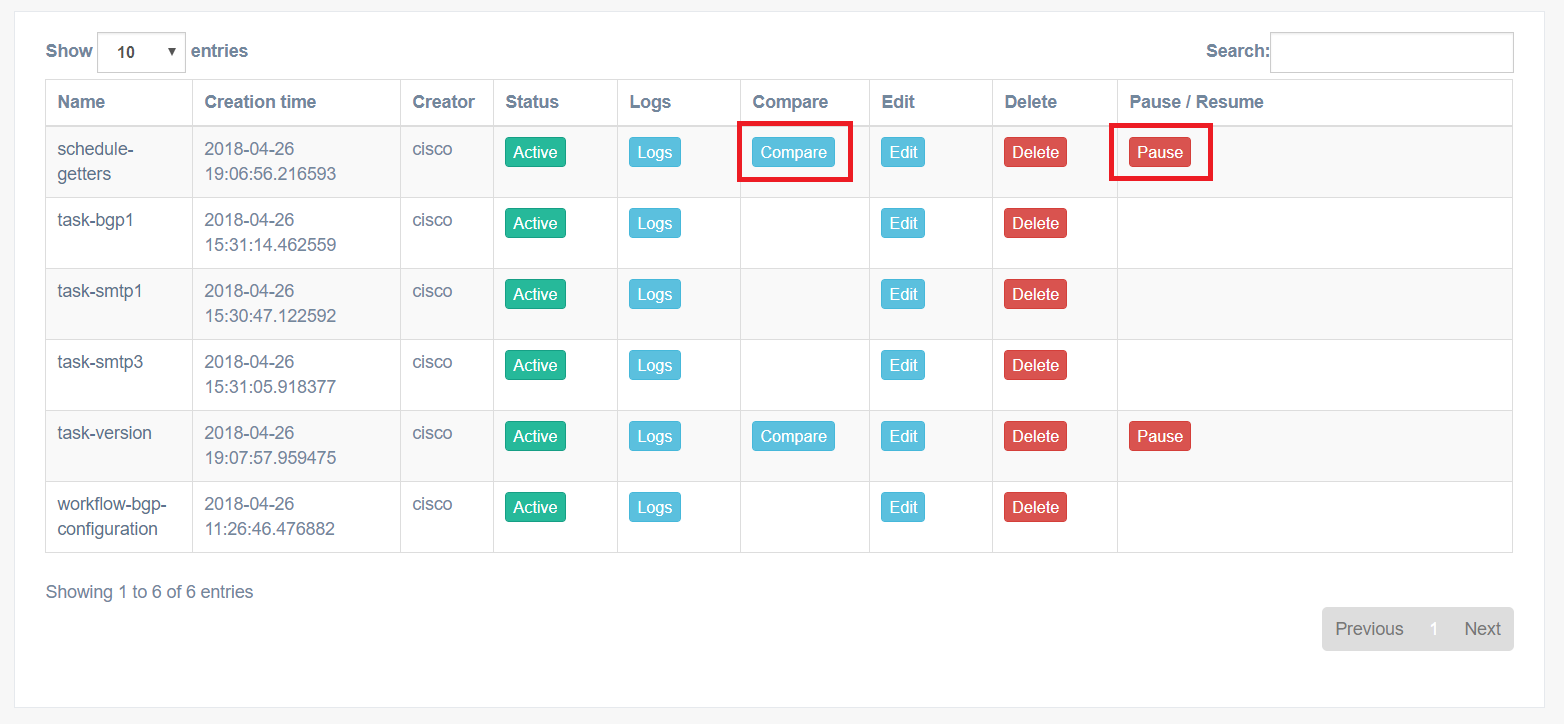 Show 10 entries Search:
Name Creation time Creator Status Logs Compare Edit Delete Pause / Resume
schedule- 2018-04-26 cisco Active Logs Compare Edit Delete Pause
getters 19:06:56.216593
task-bgp1 2018-04-26 cisco Active Logs Edit Delete
15:31:14.462559
task-smtp1 2018-04-26 cisco Active Logs Edit Delete
15:30:47.122592
task-smtp3 2018-04-26 cisco Active Logs Edit Delete
15:31:05.918377
task-version 2018-04-26 cisco Active Logs Compare Edit Delete Pause
19:07:57.959475
workflow-bgp- 2018-04-26 cisco Active Logs Edit Delete
configuration 11:26:46.476882
Showing 1 to 6 of 6 entries
Previous 1 Next